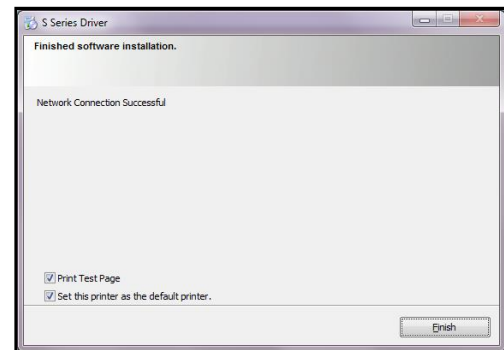 S Series Driver
Finished software installation.
Network Connection Successful
Print Test Page
Set this printer as the default printer.
Finish